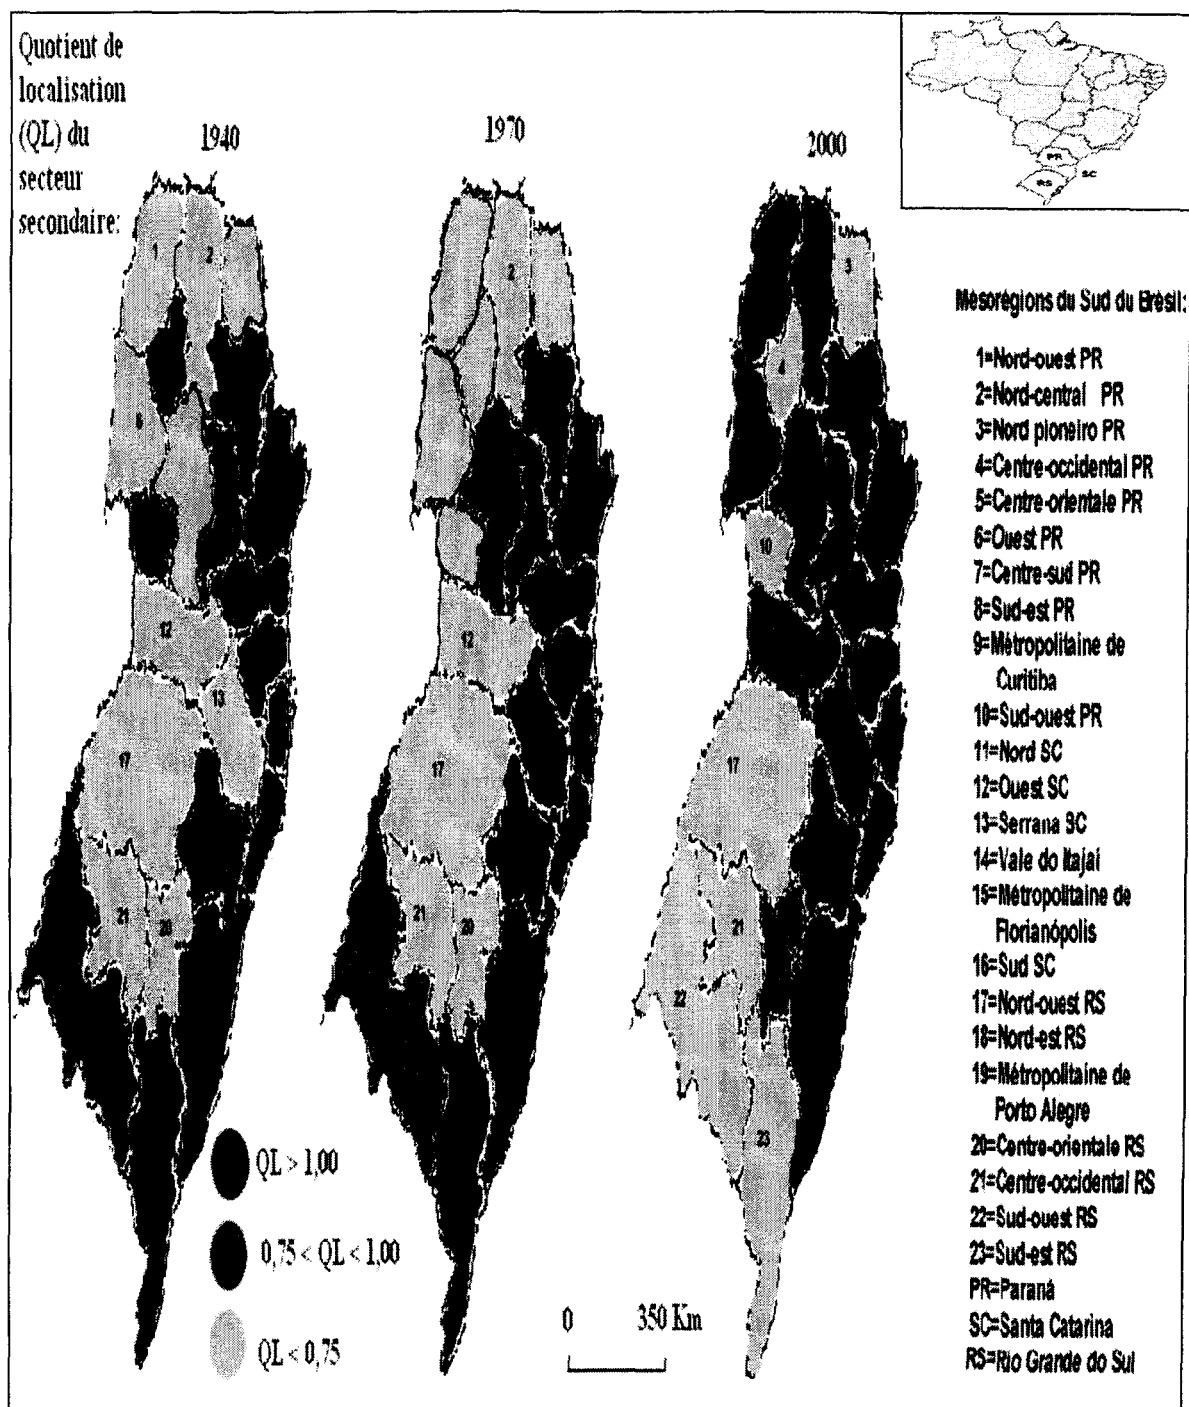 Quotient de
localisation
(QL) du
secteur
secondaire:
1940
1970
2000
PR
SC
RS
1
2
6
12
13
17
21
20
2
12
17
21
20
3
4
10
17
21
22
23
QL > 1,00
0,75 < QL < 1,00
QL < 0,75
0 350 Km
Mésorégions du Sud du Brésil:
1=Nord-ouest PR
2=Nord-central PR
3=Nord pioneiro PR
4=Centre-occidental PR
5=Centre-orientale PR
6=Ouest PR
7=Centre-sud PR
8=Sud-est PR
9=Métropolitaine de
Curitiba
10=Sud-ouest PR
11=Nord SC
12=Ouest SC
13=Serrana SC
14=Vale do Itajaí
15=Métropolitaine de
Florianópolis
16=Sud SC
17=Nord-ouest RS
18=Nord-est RS
19=Métropolitaine de
Porto Alegre
20=Centre-orientale RS
21=Centre-occidental RS
22=Sud-ouest RS
23=Sud-est RS
PR=Paraná
SC=Santa Catarina
RS=Rio Grande do Sul